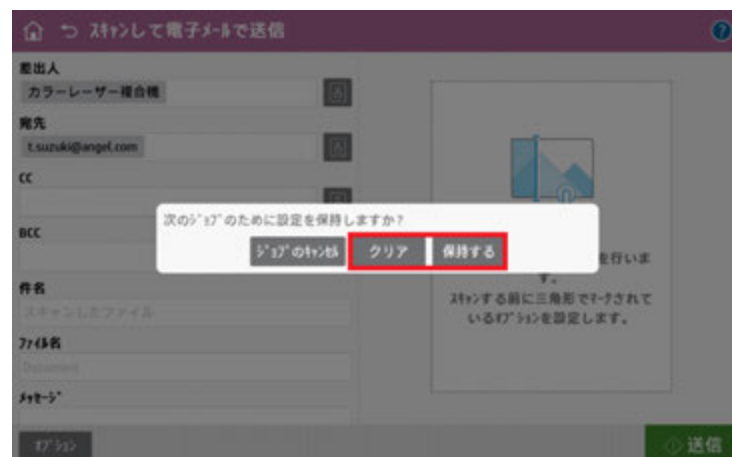 スキャンして電子メールで送信
?
差出人
カラーレーザー複合機
宛先
t.suzuki@angel.com
CC
BCC
次のジョブのために設定を保持しますか?
ジョブのキャンセル クリア 保持する
を行いま
す。
スキャンする前に三角形でマークされて
いるオプションを設定します。
件名
スキャンしたファイル
ファイル名
Document
メッセージ
オプション
送信